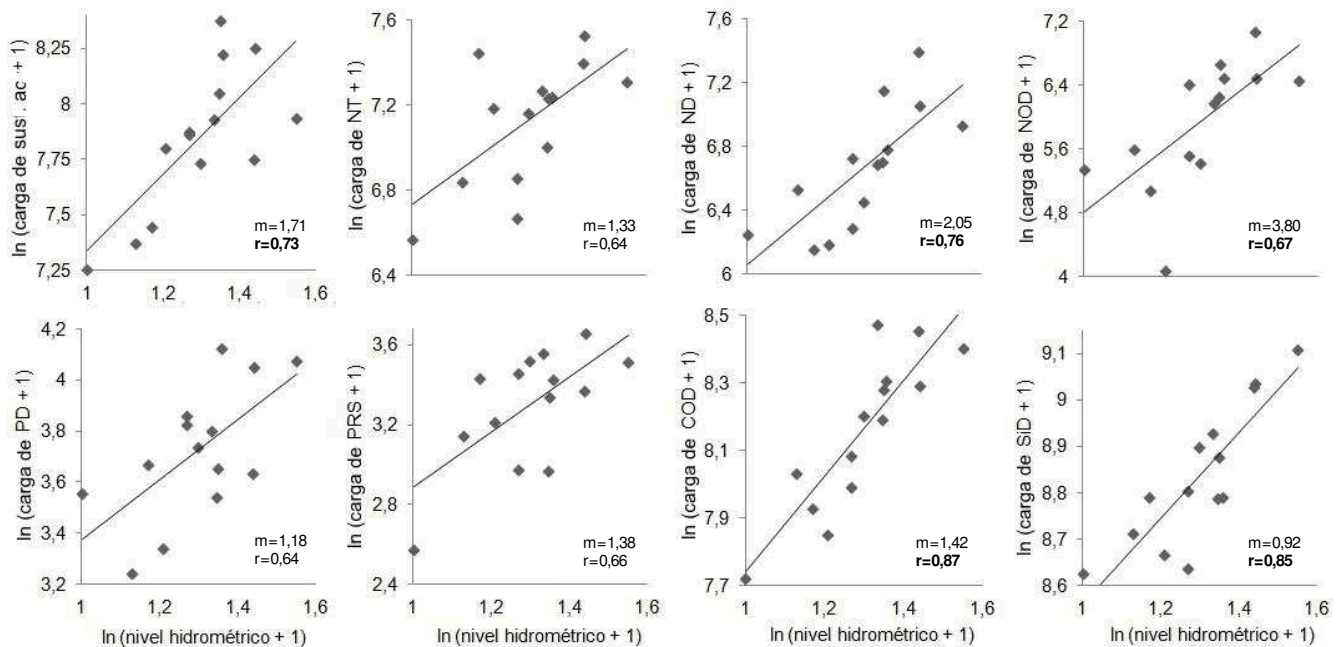 ln (carga de sus. ac + 1)
8,25
8
7,75
7,5
7,25
1
1,2
1,4
1,6
m=1,71
r=0,73
ln (carga de NT + 1)
7,6
7,2
6,8
6,4
1
1,2
1,4
1,6
m=1,33
r=0,64
ln (carga de ND + 1)
7,6
7,2
6,8
6,4
6
1
1,2
1,4
1,6
m=2,05
r=0,76
ln (carga de NOD + 1)
7,2
6,4
5,6
4,8
4
1
1,2
1,4
1,6
m=3,80
r=0,67
ln (carga de PD + 1)
4,2
4
3,8
3,6
3,4
3,2
1
1,2
1,4
1,6
m=1,18
r=0,64
ln (nivel hidrométrico + 1)
ln (carga de PRS + 1)
3,6
3,2
2,8
2,4
1
1,2
1,4
1,6
m=1,38
r=0,66
ln (nivel hidrométrico + 1)
ln (carga de COD + 1)
8,5
8,3
8,1
7,9
7,7
1
1,2
1,4
1,6
m=1,42
r=0,87
ln (nivel hidrométrico + 1)
ln (carga de SiD + 1)
9,1
9
8,9
8,8
8,7
8,6
1
1,2
1,4
1,6
m=0,92
r=0,85
ln (nivel hidrométrico + 1)